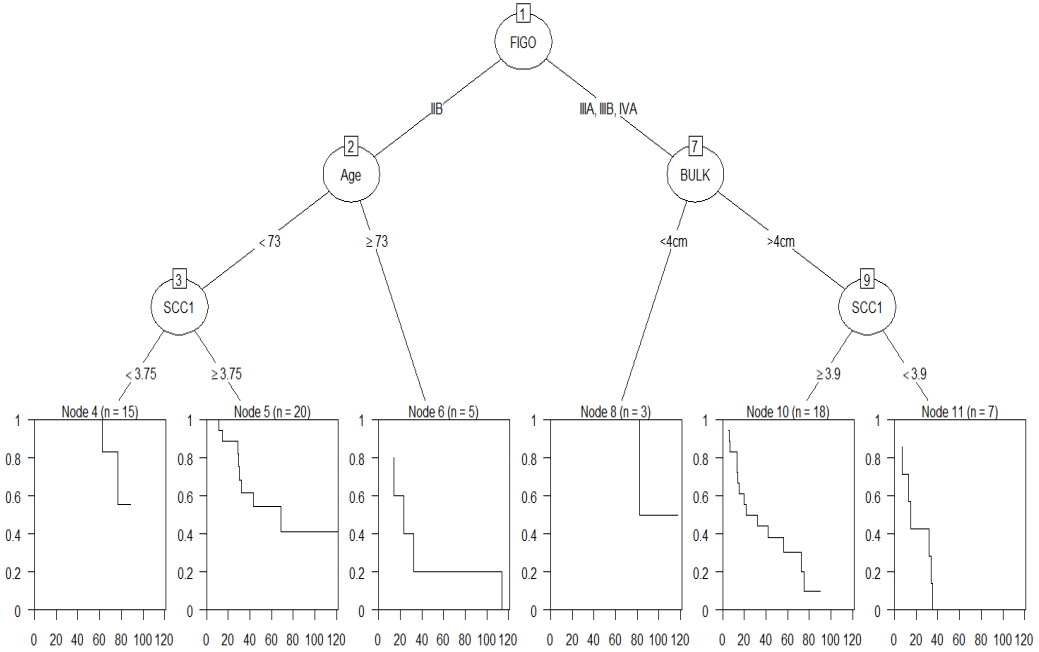 1
FIGO
IIB
IIIA, IIIB, IVA
2
Age
7
BULK
< 73
≥ 73
<4cm
>4cm
3
SCC1
9
SCC1
< 3.75
≥ 3.75
≥ 3.9
< 3.9
Node 4 (n = 15)
Node 5 (n = 20)
Node 6 (n = 5)
Node 8 (n = 3)
Node 10 (n = 18)
Node 11 (n = 7)
1 1 1 1 1 1
0.8 0.8 0.8 0.8 0.8 0.8
0.6 0.6 0.6 0.6 0.6 0.6
0.4 0.4 0.4 0.4 0.4 0.4
0.2 0.2 0.2 0.2 0.2 0.2
0 0 0 0 0 0
0 20 40 60 80 100 120 0 20 40 60 80 100 120 0 20 40 60 80 100 120 0 20 40 60 80 100 120 0 20 40 60 80 100 120 0 20 40 60 80 100 120